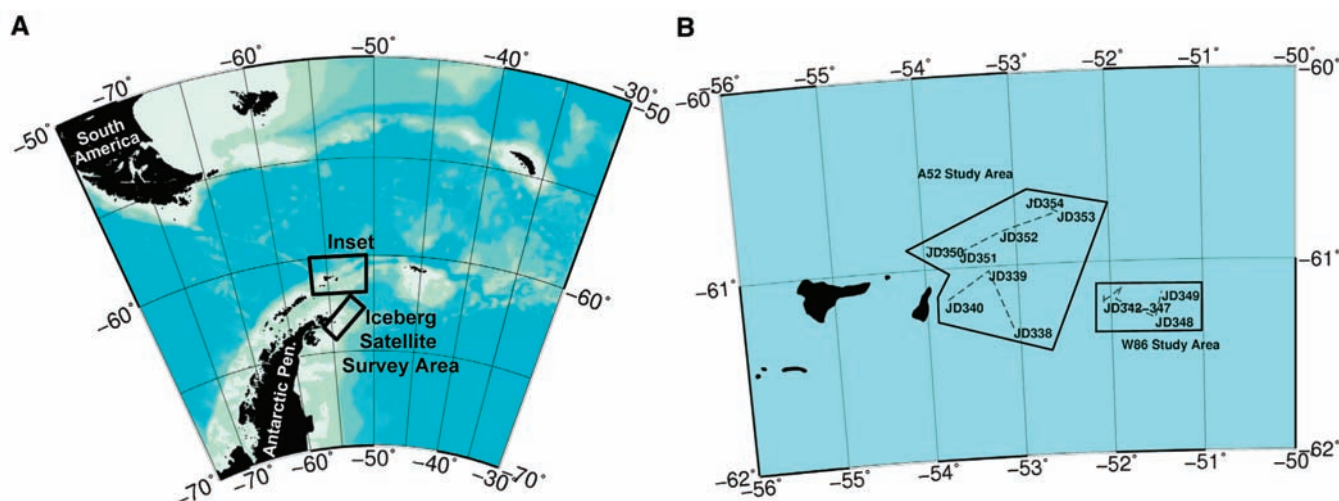 A
−50°
−60°
−40°
−70°
−30°
−50
−50°
South
America
Inset
−60°
−60°
Iceberg
Satellite
Survey Area
Antarctic Pen.
−70°
−70°
−70°
−60°
−50°
−40°
−30°
−70°
B
−56°
−55°
−54°
−53°
−52°
−51°
−50°
−60°
−60°
A52 Study Area
JD354
JD353
JD352
JD350
JD351
JD339
−61°
−61°
JD340
JD338
JD349
JD342–347
JD348
W86 Study Area
−62°
−62°
−56°
−55°
−54°
−53°
−52°
−51°
−50°